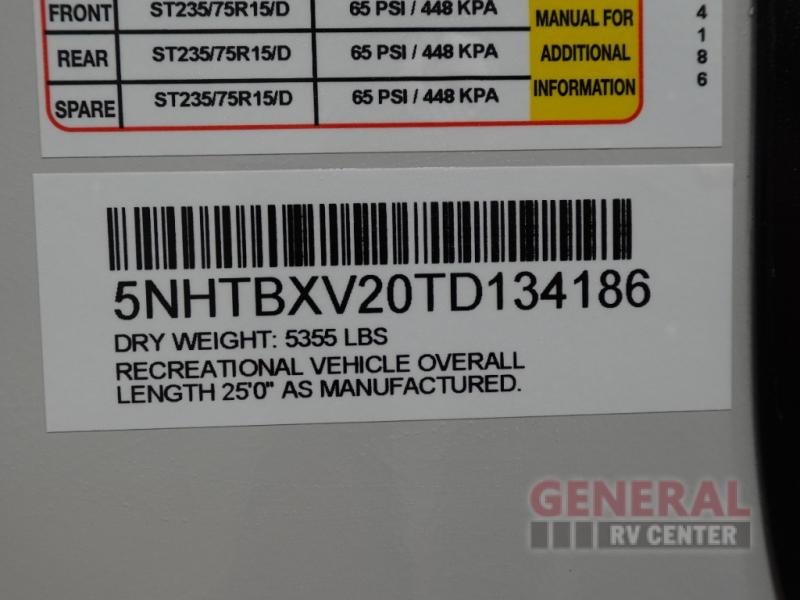 FRONT ST235/75R15/D 65 PSI / 448 KPA MANUAL FOR
REAR ST235/75R15/D 65 PSI / 448 KPA ADDITIONAL
SPARE ST235/75R15/D 65 PSI / 448 KPA INFORMATION
4
1
8
6
5NHTBXV20TD134186
DRY WEIGHT: 5355 LBS
RECREATIONAL VEHICLE OVERALL
LENGTH 25'0" AS MANUFACTURED.
GENERAL
RV CENTER